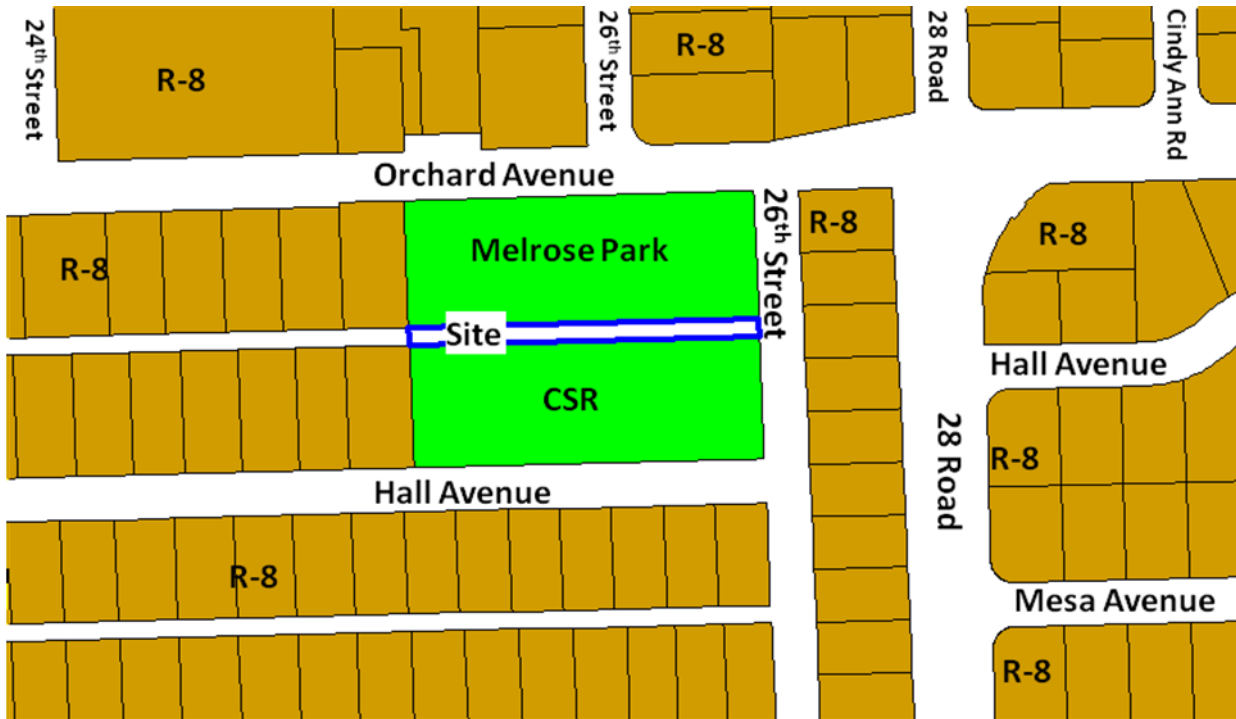 24th Street
R-8
26th Street
R-8
28 Road
Cindy Ann Rd
Orchard Avenue
R-8
Melrose Park
26th Street
R-8
R-8
Site
Hall Avenue
CSR
28 Road
R-8
Hall Avenue
R-8
Mesa Avenue
R-8